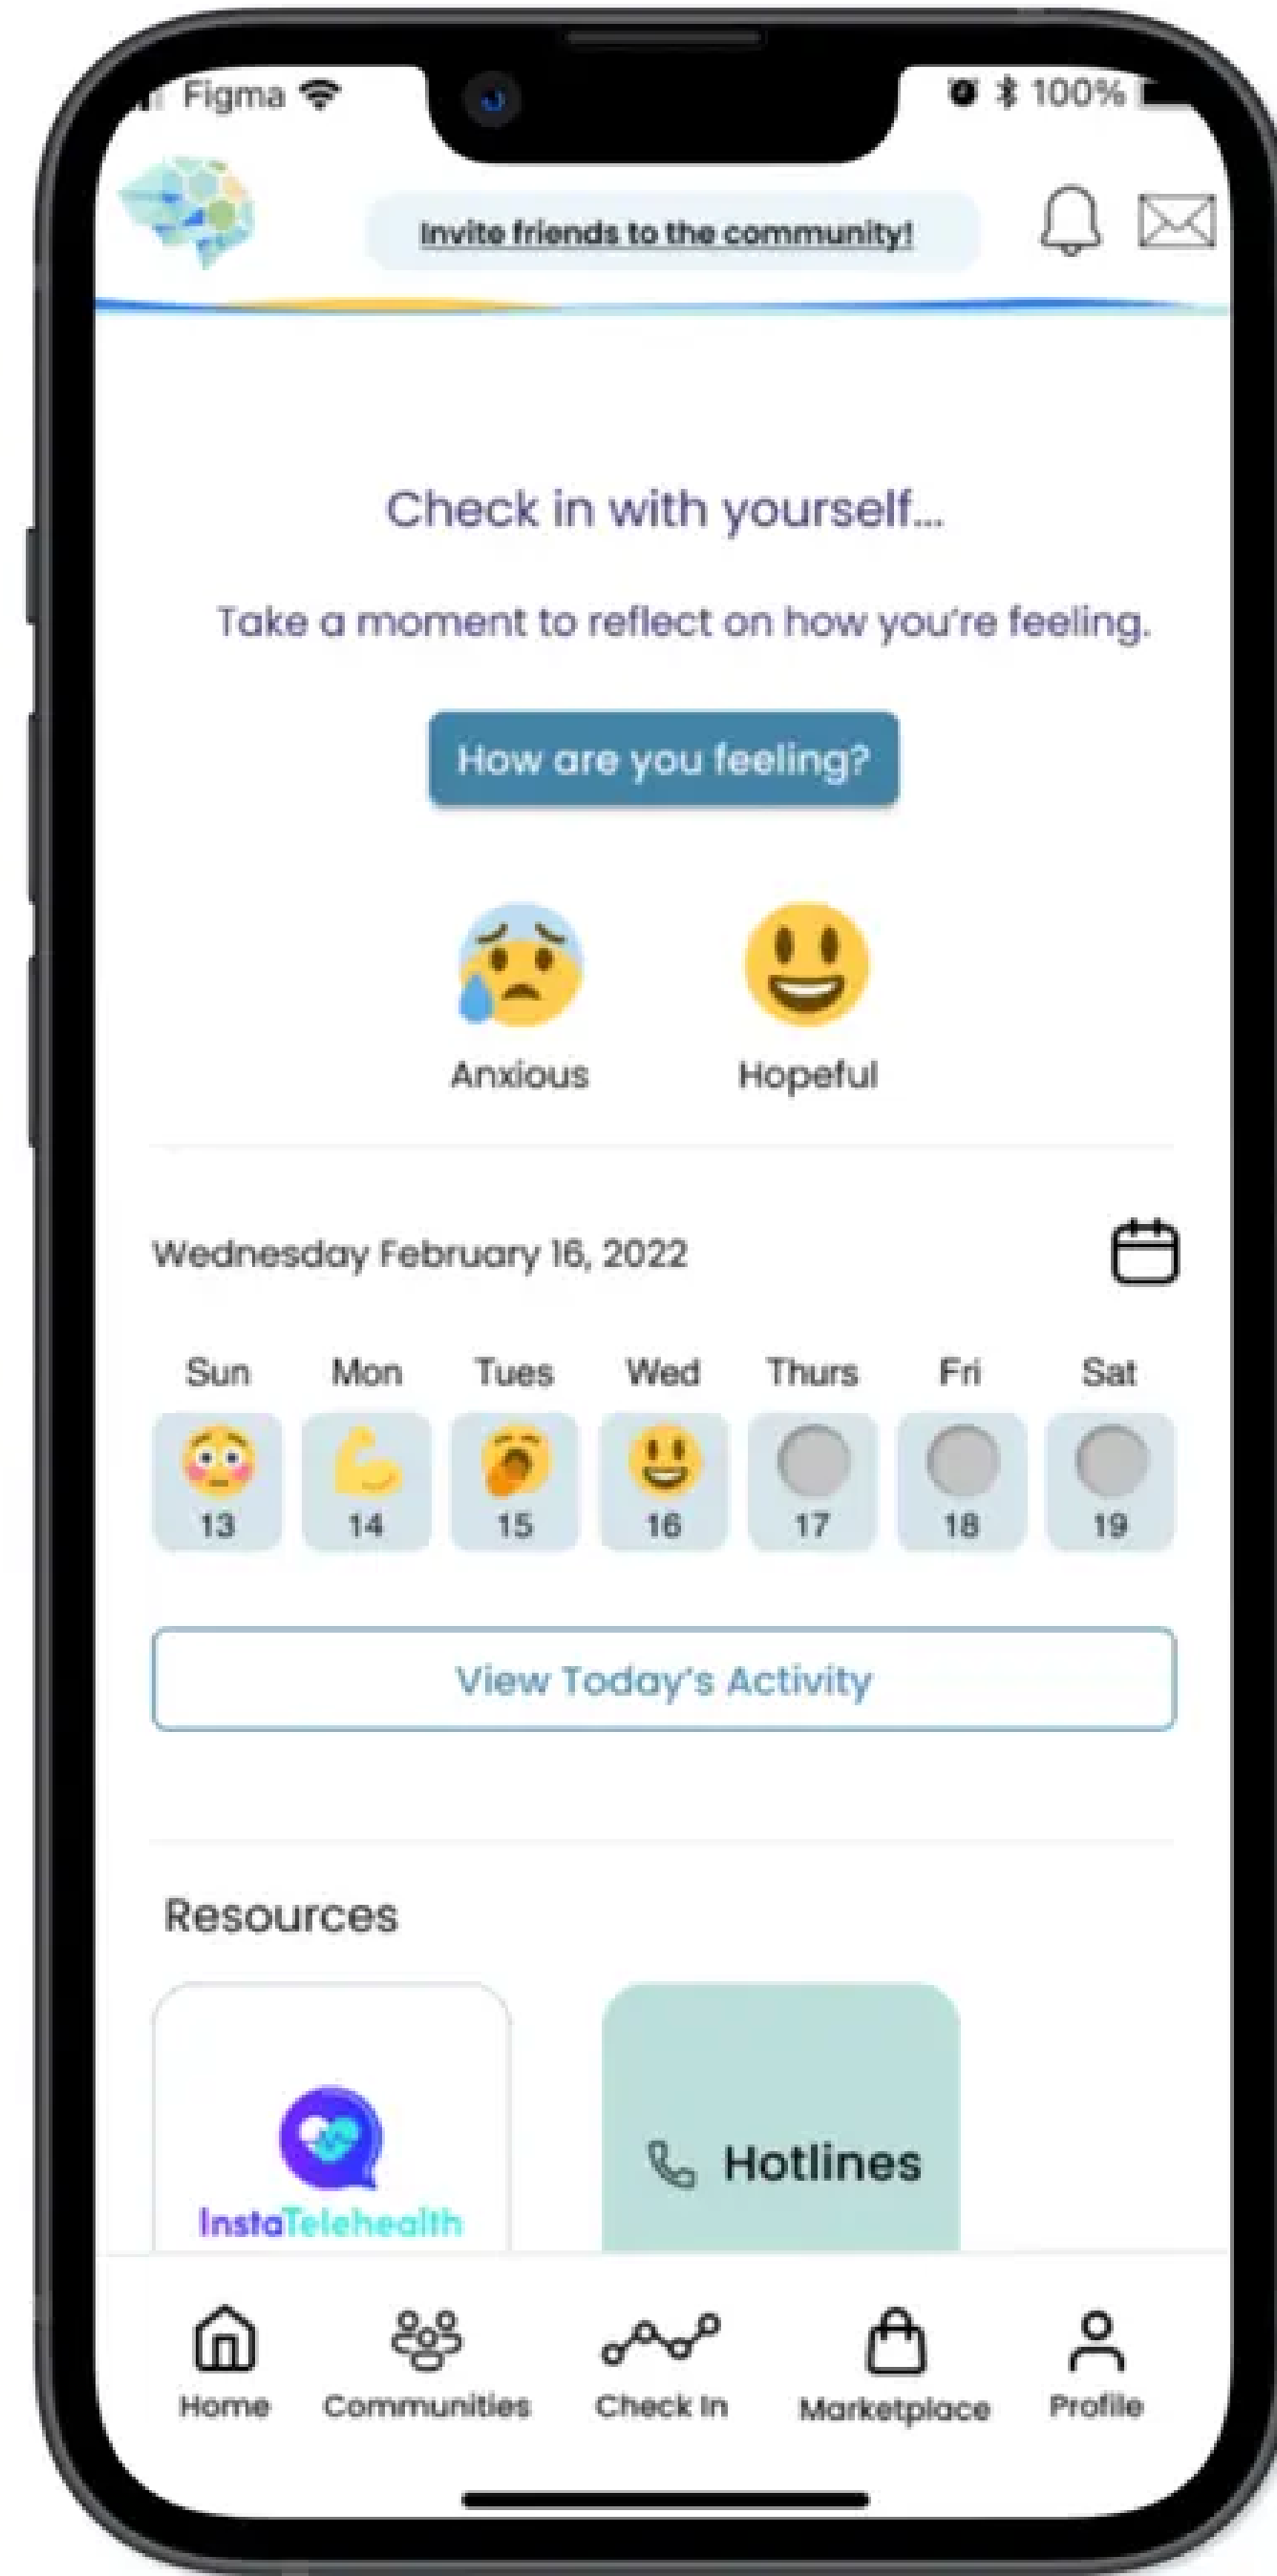 Figma 100%
Invite friends to the community!
Check in with yourself...
Take a moment to reflect on how you're feeling.
How are you feeling?
Anxious Hopeful
Wednesday February 16, 2022
Sun Mon Tues Wed Thurs Fri Sat
13 14 15 16 17 18 19
View Today's Activity
Resources
InstaTelehealth
Hotlines
Home Communities Check In Marketplace Profile